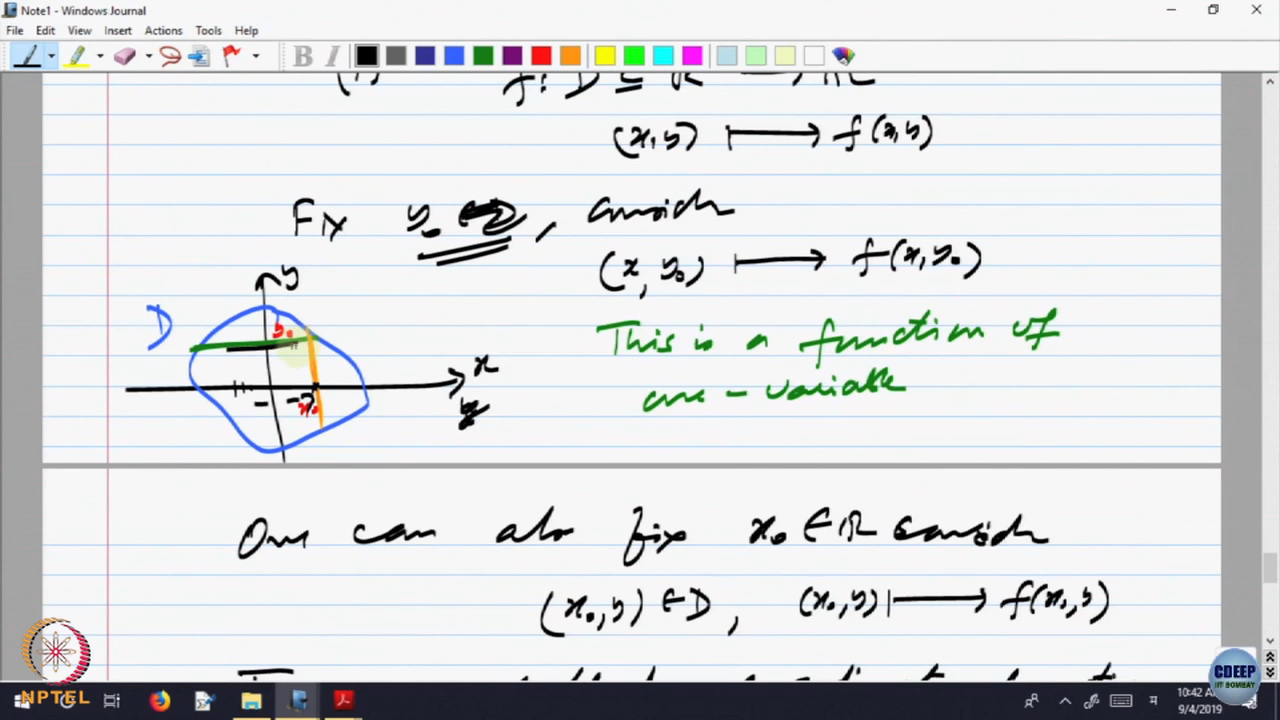 Note1 - Windows Journal
File Edit View Insert Actions Tools Help
f: D ⊆ R → R
(x,y) ↦ f(x,y)
Fix y₀, consider
(x, y₀) ↦ f(x, y₀)
y
D
y₀
This is a function of
x
one-variable
x₀
One can also fix x₀ ∈ ℝ consider
(x₀,y) ∈ D, (x₀,y) ↦ f(x₀,y)
NPTEL
CDEEP
IIT BOMBAY
10:42 A
9/4/2019